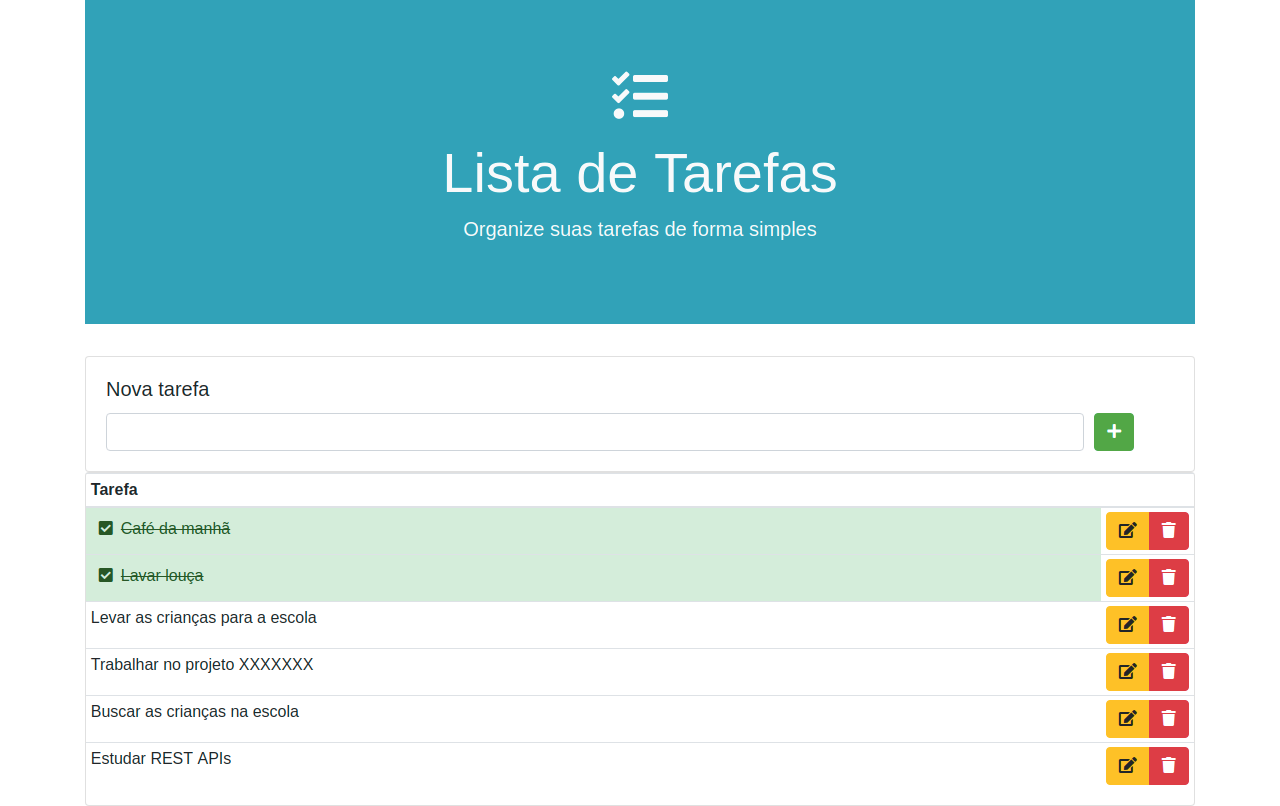 Lista de Tarefas
Organize suas tarefas de forma simples
Nova tarefa
Tarefa
Café da manhã
Lavar louça
Levar as crianças para a escola
Trabalhar no projeto XXXXXXX
Buscar as crianças na escola
Estudar REST APIs